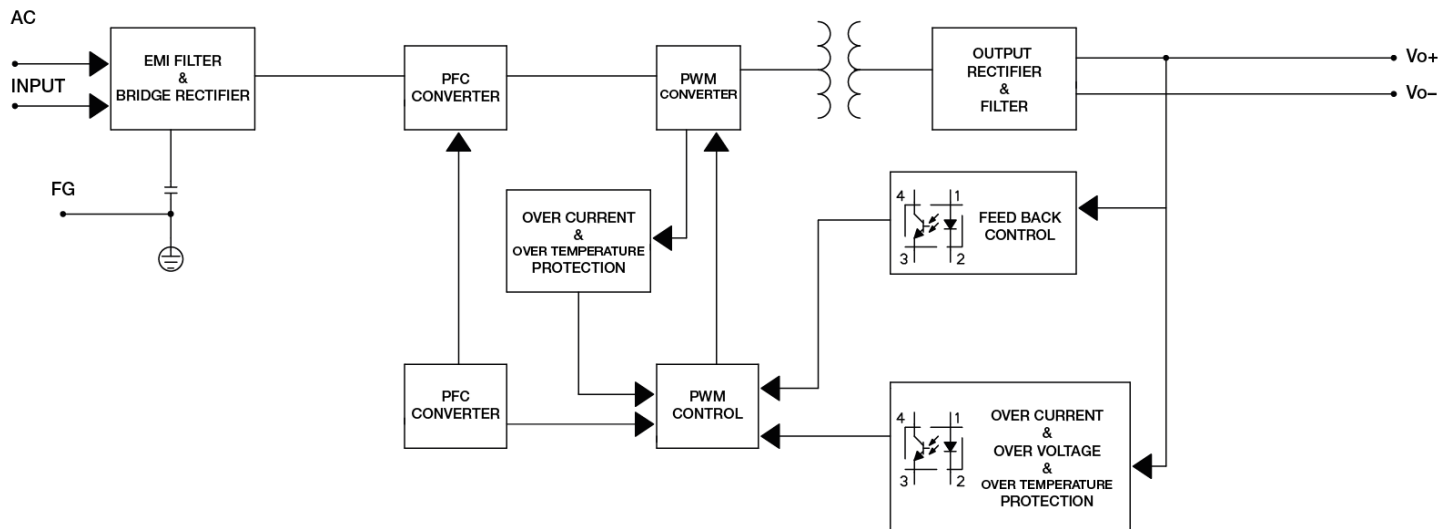 AC
INPUT
EMI FILTER
&
BRIDGE RECTIFIER
FG
PFC
CONVERTER
PWM
CONVERTER
OUTPUT
RECTIFIER
&
FILTER
Vo+
Vo–
OVER CURRENT
&
OVER TEMPERATURE
PROTECTION
4 1
3 2
FEED BACK
CONTROL
PFC
CONVERTER
PWM
CONTROL
4 1
3 2
OVER CURRENT
&
OVER VOLTAGE
&
OVER TEMPERATURE
PROTECTION